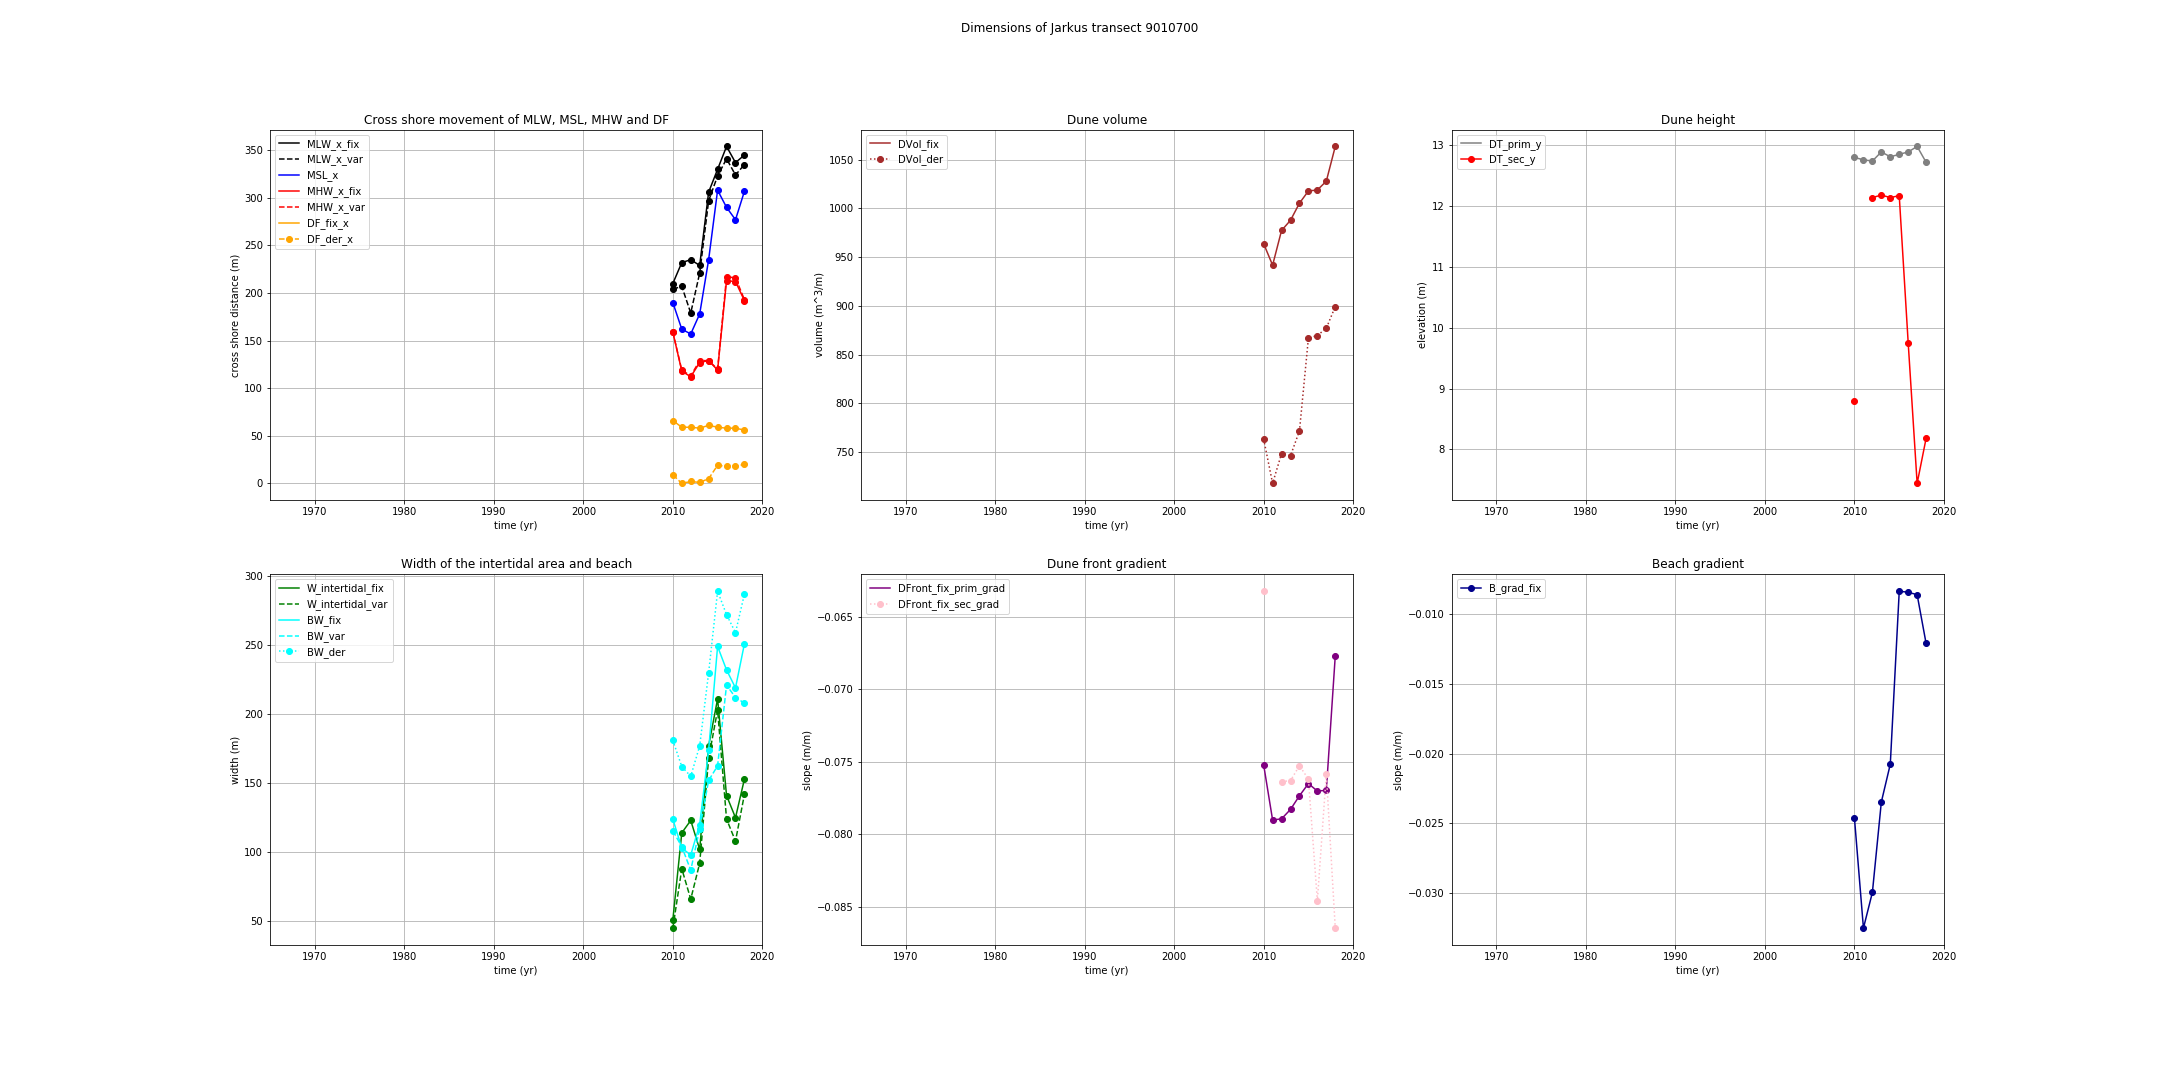 Dimensions of Jarkus transect 9010700
Cross shore movement of MLW, MSL, MHW and DF
MLW_x_fix
MLW_x_var
MSL_x
MHW_x_fix
MHW_x_var
DF_fix_x
DF_der_x
350
300
250
200
150
100
50
0
cross shore distance (m)
1970 1980 1990 2000 2010 2020
time (yr)
Dune volume
DVol_fix
DVol_der
1050
1000
950
900
850
800
750
volume (m^3/m)
1970 1980 1990 2000 2010 2020
time (yr)
Dune height
DT_prim_y
DT_sec_y
13
12
11
10
9
8
elevation (m)
1970 1980 1990 2000 2010 2020
time (yr)
Width of the intertidal area and beach
W_intertidal_fix
W_intertidal_var
BW_fix
BW_var
BW_der
300
250
200
150
100
50
width (m)
1970 1980 1990 2000 2010 2020
time (yr)
Dune front gradient
DFront_fix_prim_grad
DFront_fix_sec_grad
−0.065
−0.070
−0.075
−0.080
−0.085
slope (m/m)
1970 1980 1990 2000 2010 2020
time (yr)
Beach gradient
B_grad_fix
−0.010
−0.015
−0.020
−0.025
−0.030
slope (m/m)
1970 1980 1990 2000 2010 2020
time (yr)